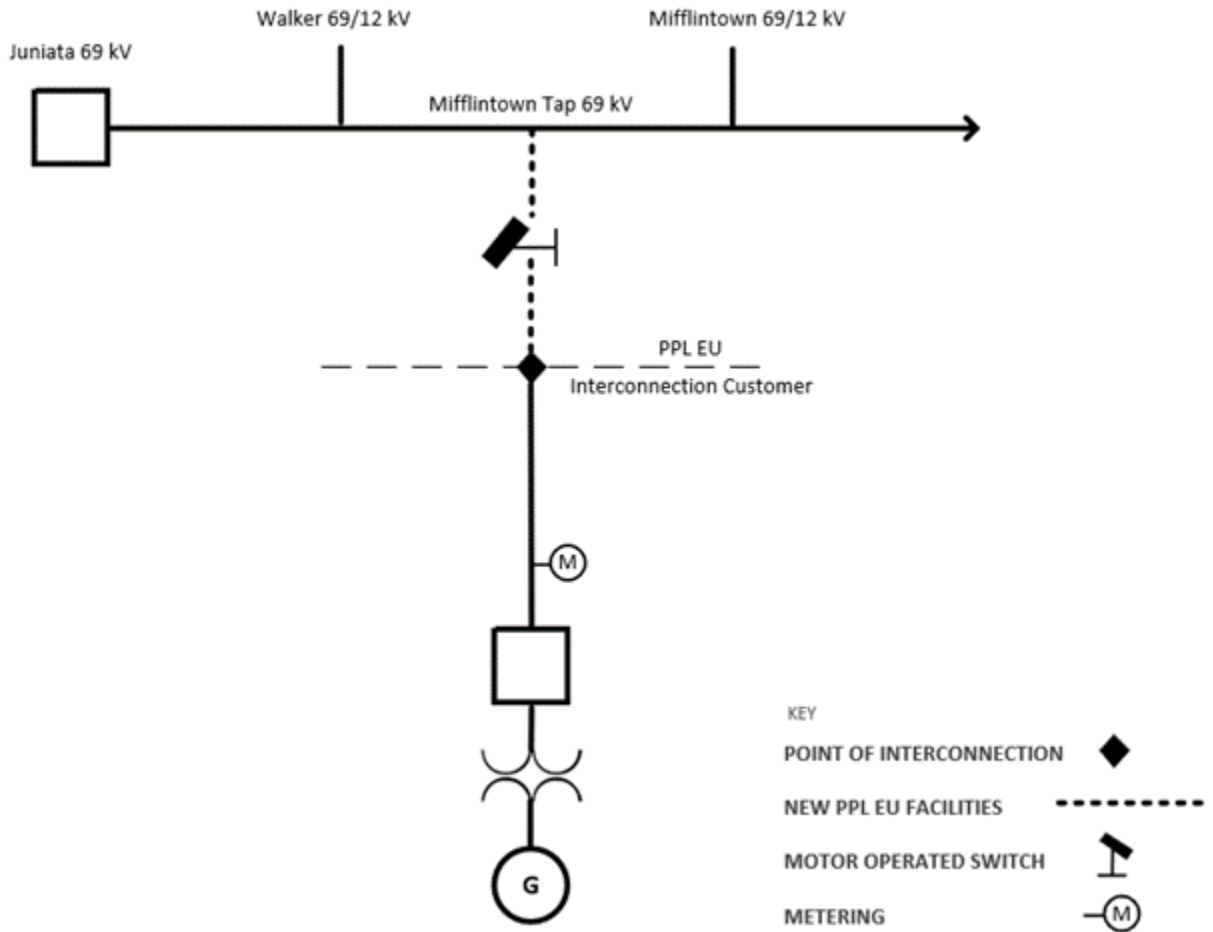 Walker 69/12 kV
Mifflintown 69/12 kV
Juniata 69 kV
Mifflintown Tap 69 kV
PPL EU
Interconnection Customer
M
G
KEY
POINT OF INTERCONNECTION
NEW PPL EU FACILITIES
MOTOR OPERATED SWITCH
METERING
M